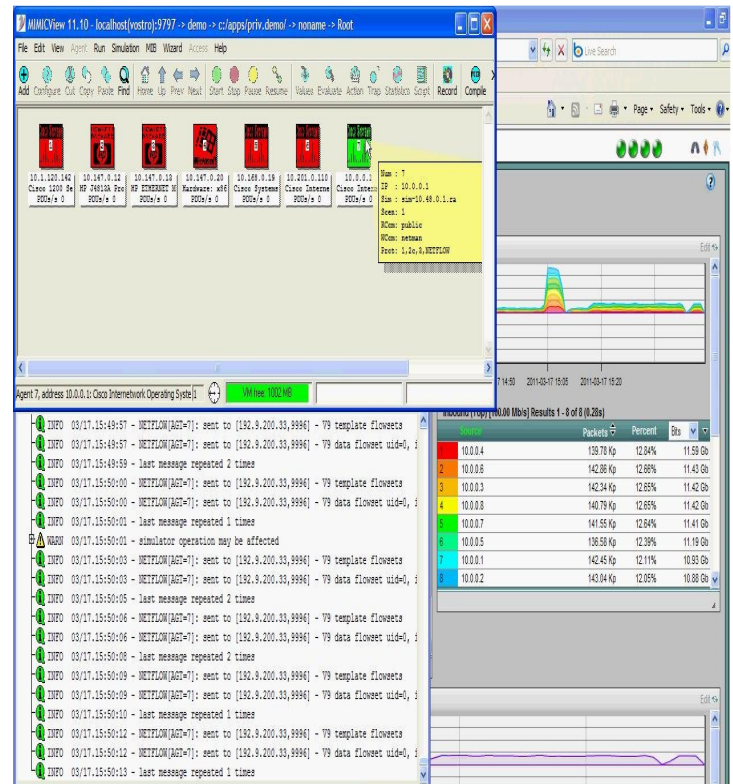 MIMICView 11.10 - localhost(vostro):9797 -> demo -> c:/apps/priv.demo/ -> noname -> Root
File Edit View Agent Run Simulation MIB Wizard Access Help
Add Configure Cut Copy Paste Find Home Up Prev Next Start Stop Pause Resume Values Evaluate Action Trap Statistics Script Record Compile
1 2 3 4 5 6 7
10.1.120.142 10.147.0.12 10.147.0.13 10.147.0.20 10.168.0.19 10.201.0.110 10.0.0.1
Cisco 1200 Se HP J4813A Pro HP ETHERNET M Hardware: x86 Cisco Systems Cisco Interne Cisco Intern
PDUs/s 0 PDUs/s 0 PDUs/s 0 PDUs/s 0 PDUs/s 0 PDUs/s 0 PDUs/s 0
Num : 7
IP : 10.0.0.1
Sim : sim-10.48.0.1.ra
Scen: 1
RCom: public
WCom: netman
Prot: 1,2c,3,NETFLOW
Agent 7, address 10.0.0.1: Cisco Internetwork Operating Syste 1
VM free: 1002 MB
INFO 03/17.15:49:57 - NETFLOW[AGT=7]: sent to [192.9.200.33,9996] - V9 template flowsets
INFO 03/17.15:49:57 - NETFLOW[AGT=7]: sent to [192.9.200.33,9996] - V9 data flowset uid=0, i
INFO 03/17.15:49:59 - last message repeated 2 times
INFO 03/17.15:50:00 - NETFLOW[AGT=7]: sent to [192.9.200.33,9996] - V9 template flowsets
INFO 03/17.15:50:00 - NETFLOW[AGT=7]: sent to [192.9.200.33,9996] - V9 data flowset uid=0, i
INFO 03/17.15:50:01 - last message repeated 1 times
WARN 03/17.15:50:01 - simulator operation may be affected
INFO 03/17.15:50:03 - NETFLOW[AGT=7]: sent to [192.9.200.33,9996] - V9 template flowsets
INFO 03/17.15:50:03 - NETFLOW[AGT=7]: sent to [192.9.200.33,9996] - V9 data flowset uid=0, i
INFO 03/17.15:50:05 - last message repeated 2 times
INFO 03/17.15:50:06 - NETFLOW[AGT=7]: sent to [192.9.200.33,9996] - V9 template flowsets
INFO 03/17.15:50:06 - NETFLOW[AGT=7]: sent to [192.9.200.33,9996] - V9 data flowset uid=0, i
INFO 03/17.15:50:08 - last message repeated 2 times
INFO 03/17.15:50:09 - NETFLOW[AGT=7]: sent to [192.9.200.33,9996] - V9 template flowsets
INFO 03/17.15:50:09 - NETFLOW[AGT=7]: sent to [192.9.200.33,9996] - V9 data flowset uid=0, i
INFO 03/17.15:50:10 - last message repeated 1 times
INFO 03/17.15:50:12 - NETFLOW[AGT=7]: sent to [192.9.200.33,9996] - V9 template flowsets
INFO 03/17.15:50:12 - NETFLOW[AGT=7]: sent to [192.9.200.33,9996] - V9 data flowset uid=0, i
INFO 03/17.15:50:13 - last message repeated 1 times
Live Search
Page Safety Tools
Edit
7 14:50 2011-03-17 15:05 2011-03-17 15:20
Inbound (Top) [100.00 Mb/s] Results 1 - 8 of 8 (0.28s)
Source Packets Percent Bits
1 10.0.0.4 139.78 Kp 12.84% 11.59 Gb
2 10.0.0.6 142.86 Kp 12.66% 11.43 Gb
3 10.0.0.3 142.34 Kp 12.65% 11.42 Gb
4 10.0.0.8 140.79 Kp 12.65% 11.42 Gb
5 10.0.0.7 141.55 Kp 12.64% 11.41 Gb
6 10.0.0.5 136.58 Kp 12.39% 11.19 Gb
7 10.0.0.1 142.45 Kp 12.11% 10.93 Gb
8 10.0.0.2 143.04 Kp 12.05% 10.88 Gb
Edit